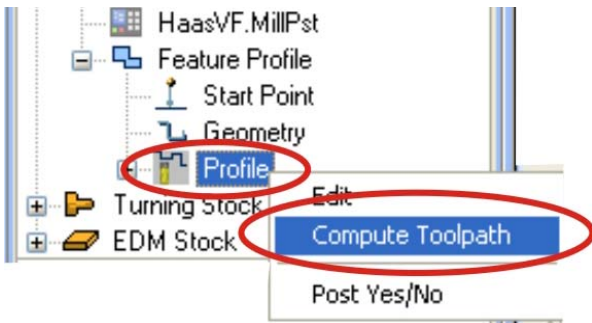 HaasVF.MillPst
Feature Profile
Start Point
Geometry
Profile
Turning Stock
EDM Stock
Edit
Compute Toolpath
Post Yes/No